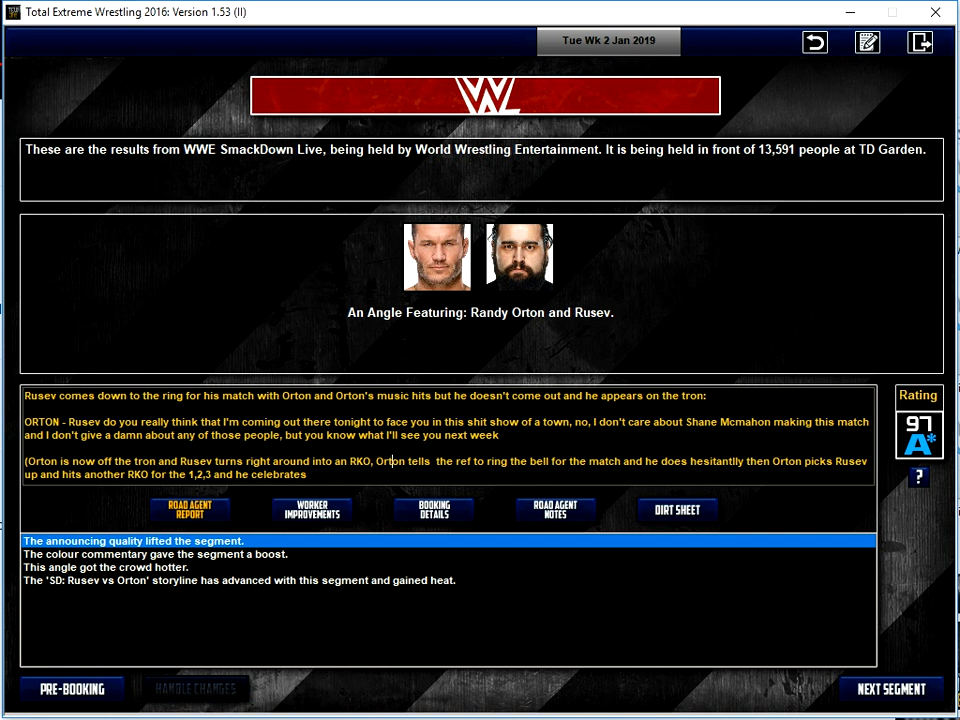 Total Extreme Wrestling 2016: Version 1.53 (II)
Tue Wk 2 Jan 2019
These are the results from WWE SmackDown Live, being held by World Wrestling Entertainment. It is being held in front of 13,591 people at TD Garden.
An Angle Featuring: Randy Orton and Rusev.
Rusev comes down to the ring for his match with Orton and Orton's music hits but he doesn't come out and he appears on the tron:
ORTON - Rusev do you really think that I'm coming out there tonight to face you in this shit show of a town, no, I don't care about Shane Mcmahon making this match
and I don't give a damn about any of those people, but you know what I'll see you next week
(Orton is now off the tron and Rusev turns right around into an RKO, Orton tells the ref to ring the bell for the match and he does hesitantlly then Orton picks Rusev
up and hits another RKO for the 1,2,3 and he celebrates
Rating
97
A*
?
ROAD AGENT
REPORT
WORKER
IMPROVEMENTS
BOOKING
DETAILS
ROAD AGENT
NOTES
DIRT SHEET
The announcing quality lifted the segment.
The colour commentary gave the segment a boost.
This angle got the crowd hotter.
The 'SD: Rusev vs Orton' storyline has advanced with this segment and gained heat.
PRE-BOOKING
HANDLE CHANGES
NEXT SEGMENT